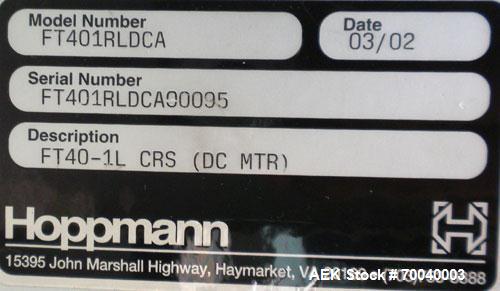 Model Number Date
FT401RLDCA 03/02
Serial Number
FT401RLDCA90095
Description
FT40-1L CRS (DC MTR)
Hoppmann
15395 John Marshall Highway, Haymarket,
AEK Stock # 70040003